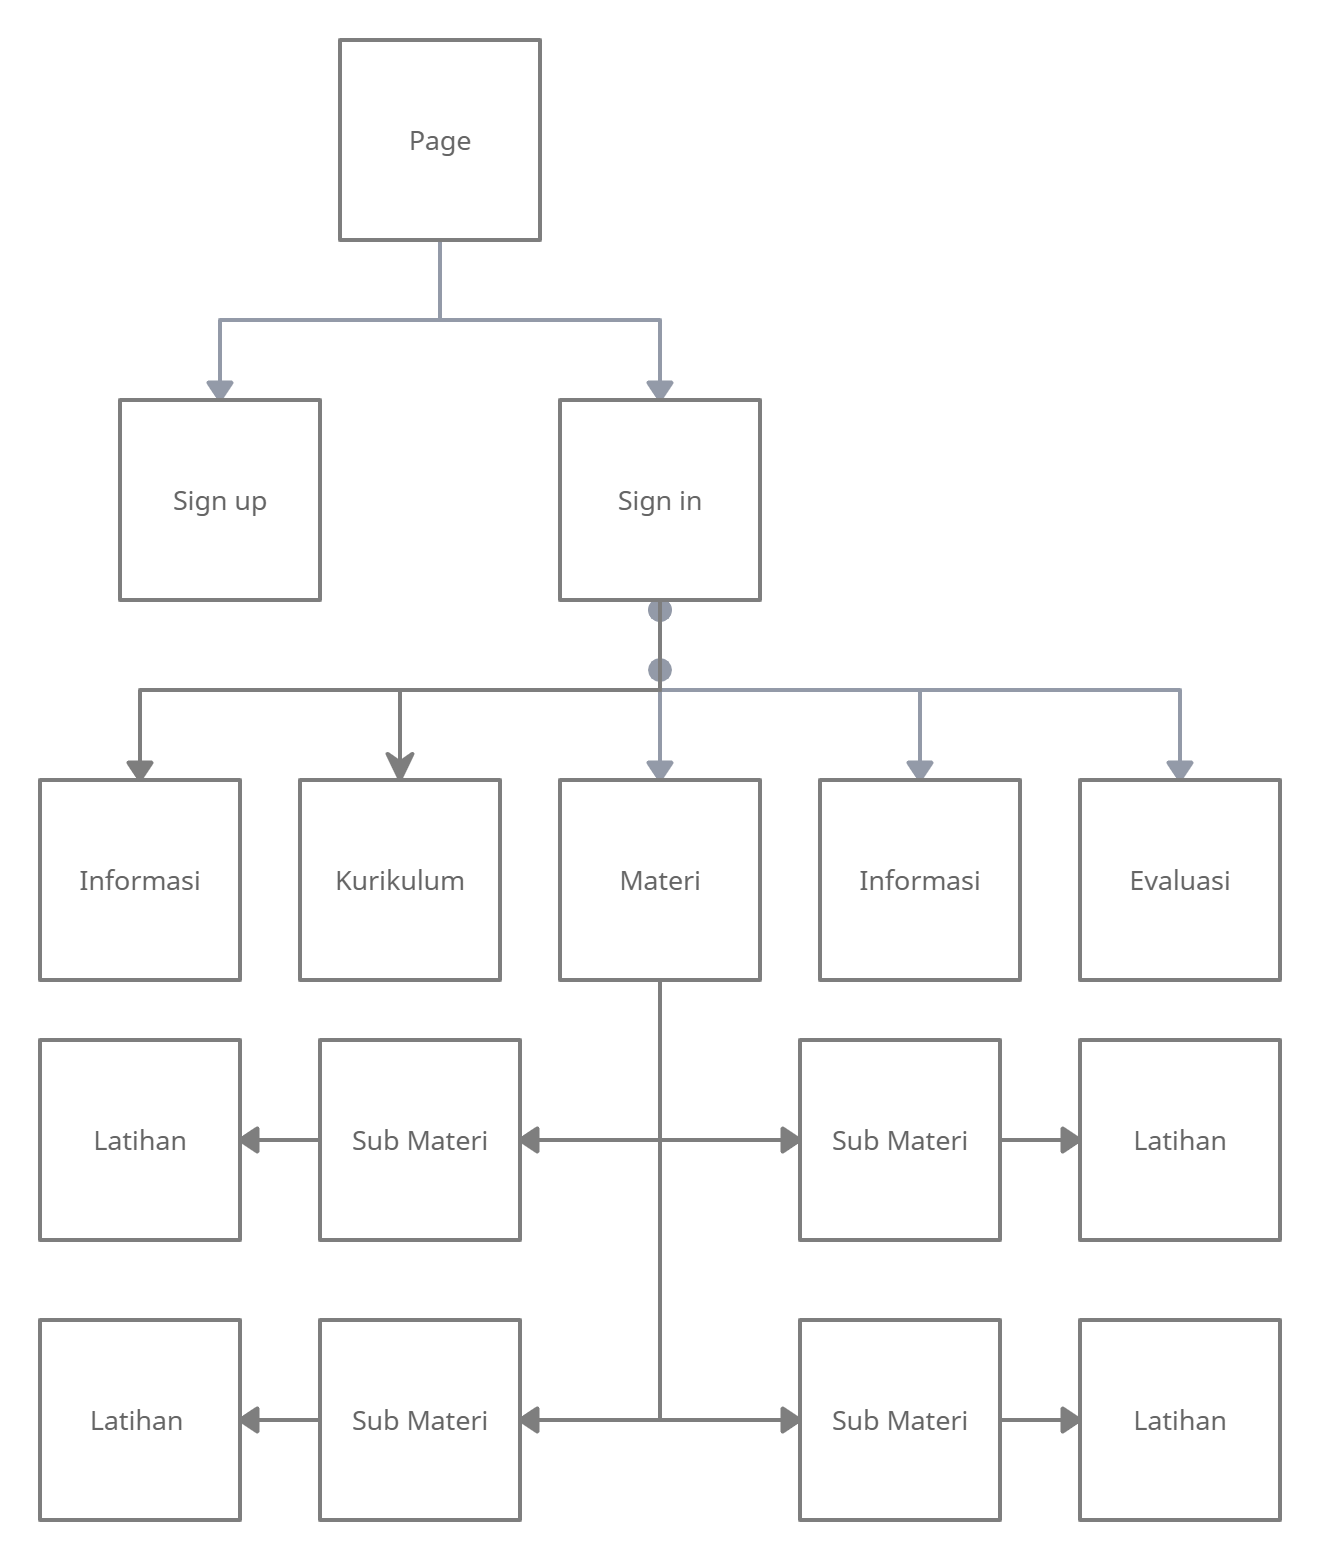 Page
Sign up
Sign in
Informasi
Kurikulum
Materi
Informasi
Evaluasi
Latihan
Sub Materi
Sub Materi
Latihan
Latihan
Sub Materi
Sub Materi
Latihan